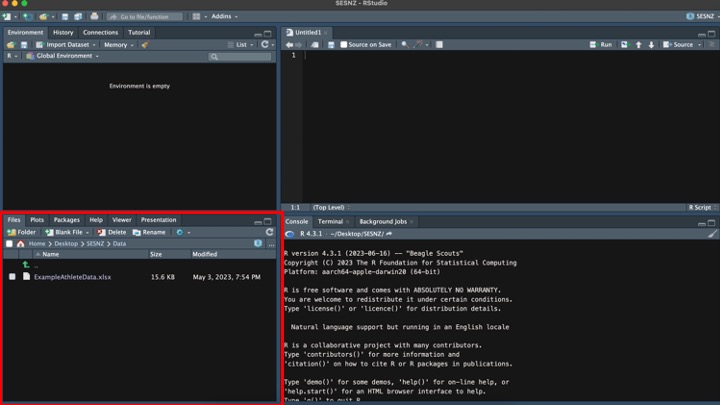 SESNZ - RStudio
Go to file/function
Addins
SESNZ
Environment History Connections Tutorial
Import Dataset Memory List
R Global Environment
Environment is empty
Untitled1
Source on Save Run Source
1
1:1 (Top Level) R Script
Files Plots Packages Help Viewer Presentation
Folder Blank File Delete Rename
Home Desktop SESNZ Data
Name Size Modified
..
ExampleAthleteData.xlsx 15.6 KB May 3, 2023, 7:54 PM
Console Terminal Background Jobs
R 4.3.1 · ~/Desktop/SESNZ/
R version 4.3.1 (2023-06-16) -- "Beagle Scouts"
Copyright (C) 2023 The R Foundation for Statistical Computing
Platform: aarch64-apple-darwin20 (64-bit)
R is free software and comes with ABSOLUTELY NO WARRANTY.
You are welcome to redistribute it under certain conditions.
Type 'license()' or 'licence()' for distribution details.
Natural language support but running in an English locale
R is a collaborative project with many contributors.
Type 'contributors()' for more information and
'citation()' on how to cite R or R packages in publications.
Type 'demo()' for some demos, 'help()' for on-line help, or
'help.start()' for an HTML browser interface to help.
Type 'q()' to quit R.